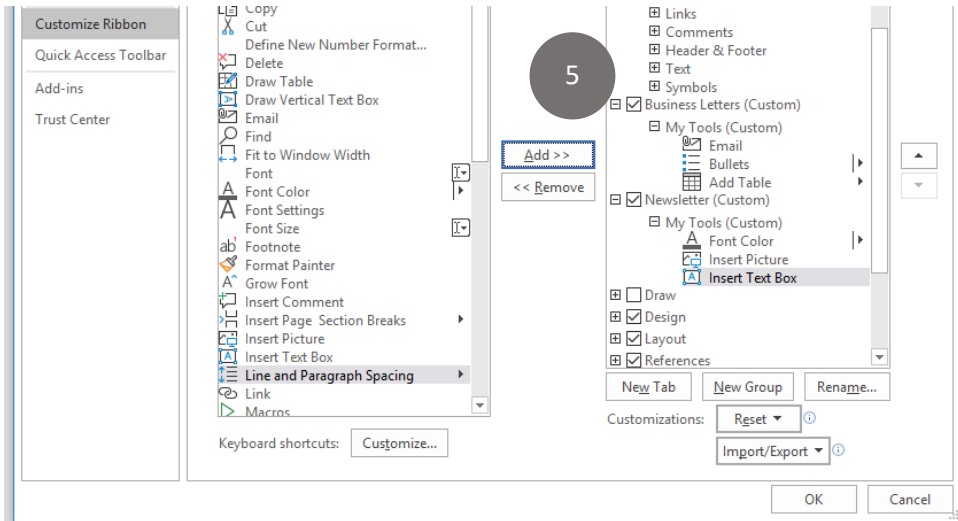 Customize Ribbon
Quick Access Toolbar
Add-ins
Trust Center
Copy
Cut
Define New Number Format...
Delete
Draw Table
Draw Vertical Text Box
Email
Find
Fit to Window Width
Font
Font Color
Font Settings
Font Size
Footnote
Format Painter
Grow Font
Insert Comment
Insert Page  Section Breaks
Insert Picture
Insert Text Box
Line and Paragraph Spacing
Link
Macros
Keyboard shortcuts: Customize...
5
Add >>
<< Remove
Links
Comments
Header & Footer
Text
Symbols
Business Letters (Custom)
My Tools (Custom)
Email
Bullets
Add Table
Newsletter (Custom)
My Tools (Custom)
Font Color
Insert Picture
Insert Text Box
Draw
Design
Layout
References
New Tab New Group Rename...
Customizations: Reset
Import/Export
OK Cancel